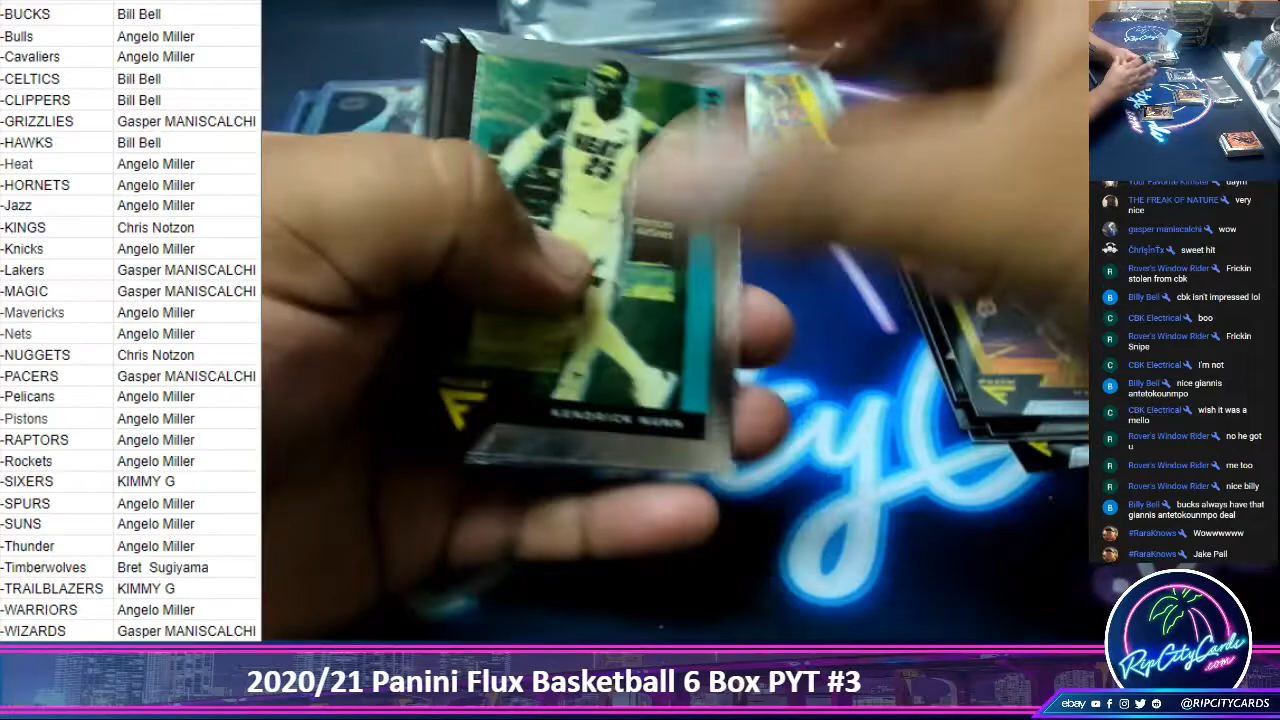 -BUCKS Bill Bell
-Bulls Angelo Miller
-Cavaliers Angelo Miller
-CELTICS Bill Bell
-CLIPPERS Bill Bell
-GRIZZLIES Gasper MANISCALCHI
-HAWKS Bill Bell
-Heat Angelo Miller
-HORNETS Angelo Miller
-Jazz Angelo Miller
-KINGS Chris Notzon
-Knicks Angelo Miller
-Lakers Gasper MANISCALCHI
-MAGIC Gasper MANISCALCHI
-Mavericks Angelo Miller
-Nets Angelo Miller
-NUGGETS Chris Notzon
-PACERS Gasper MANISCALCHI
-Pelicans Angelo Miller
-Pistons Angelo Miller
-RAPTORS Angelo Miller
-Rockets Angelo Miller
-SIXERS KIMMY G
-SPURS Angelo Miller
-SUNS Angelo Miller
-Thunder Angelo Miller
-Timberwolves Bret Sugiyama
-TRAILBLAZERS KIMMY G
-WARRIORS Angelo Miller
-WIZARDS Gasper MANISCALCHI
HEAT
25
KENDRICK NUNN
THE FREAK OF NATURE very
nice
gasper maniscalchi wow
ChrişInTx sweet hit
Rover's Window Rider Frickin
stolen from cbk
Billy Bell cbk isn't impressed lol
CBK Electrical boo
Rover's Window Rider Frickin
Snipe
CBK Electrical I'm not
Billy Bell nice giannis
antetokounmpo
CBK Electrical wish it was a
mello
Rover's Window Rider no he got
u
Rover's Window Rider me too
Rover's Window Rider nice billy
Billy Bell bucks always have that
giannis antetokounmpo deal
#RaraKnows Wowwwwww
#RaraKnows Jake Pail
RipCityCards
.com
2020/21 Panini Flux Basketball 6 Box PYT #3
ebay @RIPCITYCARDS